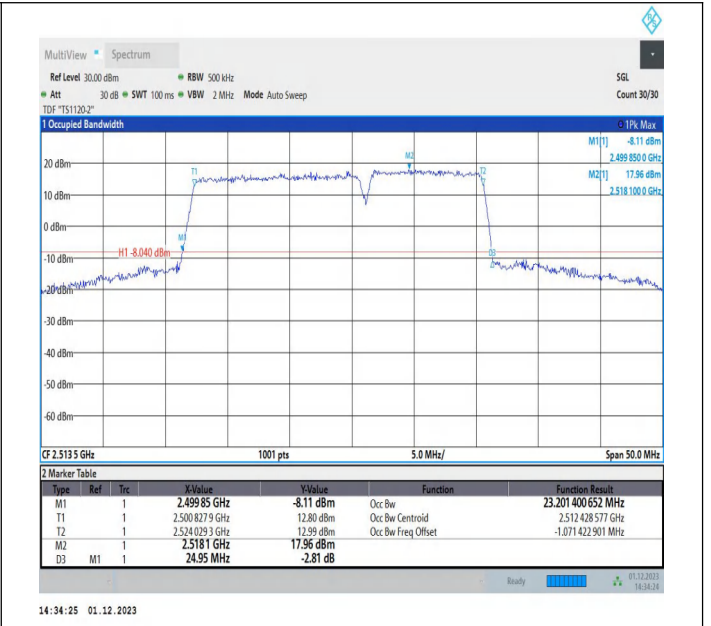 R S
MultiView Spectrum
Ref Level 30.00 dBm RBW 500 kHz SGL
Att 30 dB SWT 100 ms VBW 2 MHz Mode Auto Sweep Count 30/30
TDF "TS1120-2"
1 Occupied Bandwidth 1Pk Max
M1[1] -8.11 dBm
2.499 850 0 GHz
M2[1] 17.96 dBm
2.518 100 0 GHz
M2
T1 T2
20 dBm
10 dBm
0 dBm
M1
H1 -8.040 dBm D3
-10 dBm
-20 dBm
-30 dBm
-40 dBm
-50 dBm
-60 dBm
CF 2.513 5 GHz 1001 pts 5.0 MHz/ Span 50.0 MHz
2 Marker Table
Type Ref Trc X-Value Y-Value Function Function Result
M1 1 2.499 85 GHz -8.11 dBm Occ Bw 23.201 400 652 MHz
T1 1 2.500 827 9 GHz 12.80 dBm Occ Bw Centroid 2.512 428 577 GHz
T2 1 2.524 029 3 GHz 12.99 dBm Occ Bw Freq Offset -1.071 422 901 MHz
M2 1 2.518 1 GHz 17.96 dBm
D3 M1 1 24.95 MHz -2.81 dB
Ready 01.12.2023
14:34:24
14:34:25 01.12.2023